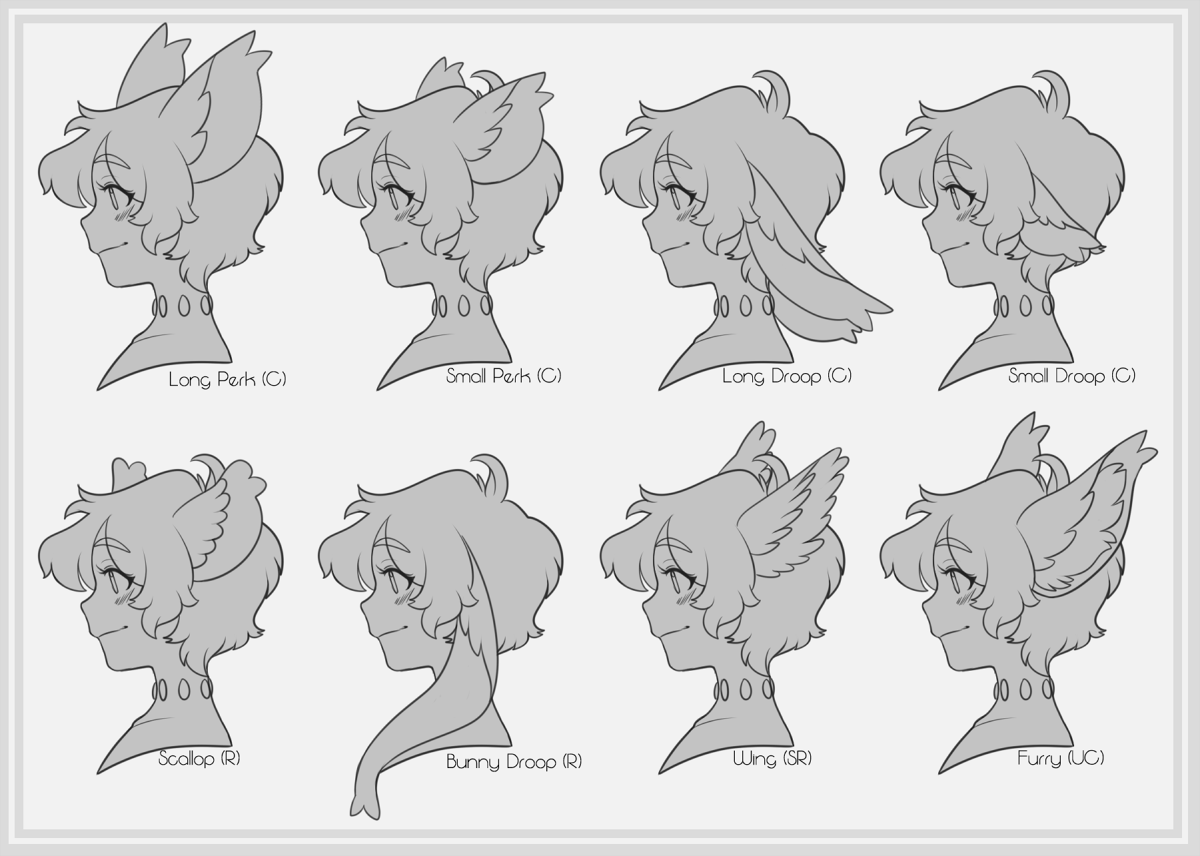 Long Perk (C)
Small Perk (C)
Long Droop (C)
Small Droop (C)
Scallop (R)
Bunny Droop (R)
Wing (SR)
Furry (UC)